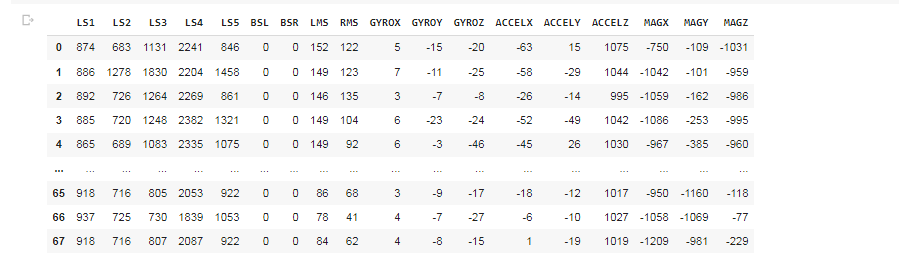 LS1 LS2 LS3 LS4 LS5 BSL BSR LMS RMS GYROX GYROY GYROZ ACCELX ACCELY ACCELZ MAGX MAGY MAGZ
0 874 683 1131 2241 846 0 0 152 122 5 -15 -20 -63 15 1075 -750 -109 -1031
1 886 1278 1830 2204 1458 0 0 149 123 7 -11 -25 -58 -29 1044 -1042 -101 -959
2 892 726 1264 2269 861 0 0 146 135 3 -7 -8 -26 -14 995 -1059 -162 -986
3 885 720 1248 2382 1321 0 0 149 104 6 -23 -24 -52 -49 1042 -1086 -253 -995
4 865 689 1083 2335 1075 0 0 149 92 6 -3 -46 -45 26 1030 -967 -385 -960
... ... ... ... ... ... ... ... ... ... ... ... ... ... ... ... ... ... ...
65 918 716 805 2053 922 0 0 86 68 3 -9 -17 -18 -12 1017 -950 -1160 -118
66 937 725 730 1839 1053 0 0 78 41 4 -7 -27 -6 -10 1027 -1058 -1069 -77
67 918 716 807 2087 922 0 0 84 62 4 -8 -15 1 -19 1019 -1209 -981 -229